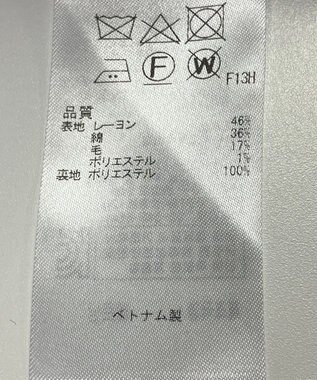 F W F13H
品質
表地 レーヨン 46%
綿 36%
毛 17%
ポリエステル 1%
裏地 ポリエステル 100%
ベトナム製